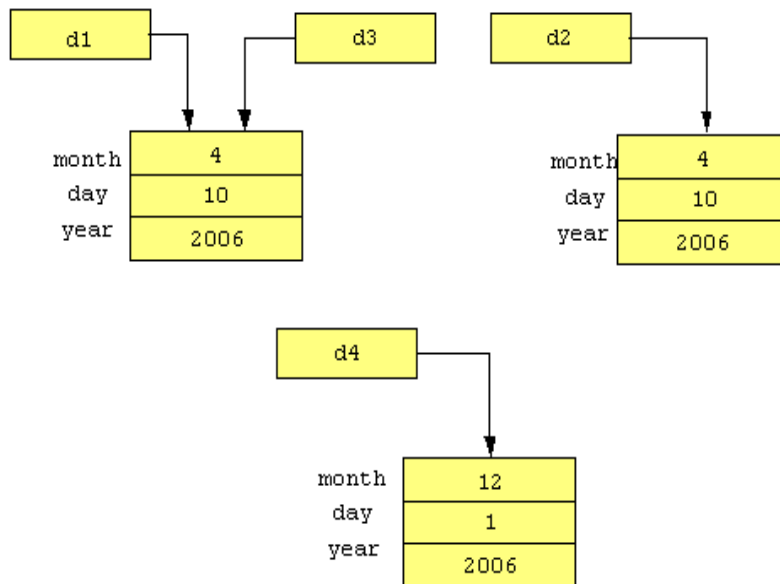 d1
d3
d2
month 4
day 10
year 2006
month 4
day 10
year 2006
d4
month 12
day 1
year 2006